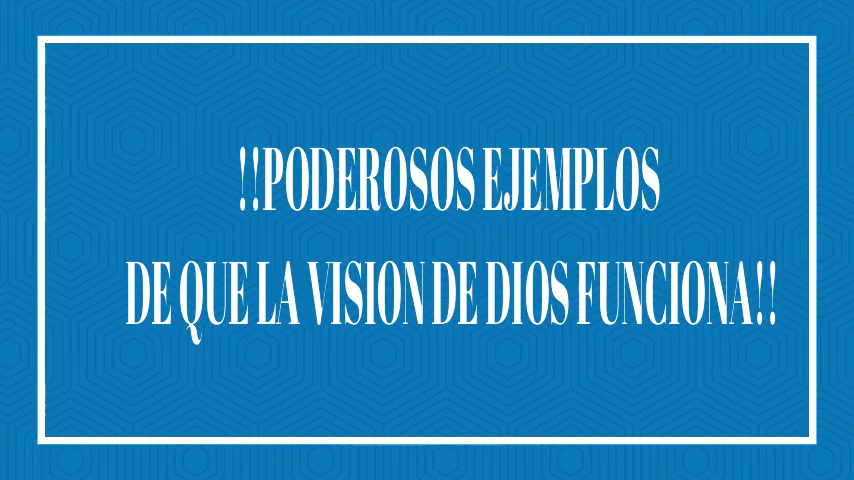 !!PODEROSOS EJEMPLOS
DE QUE LA VISION DE DIOS FUNCIONA!!